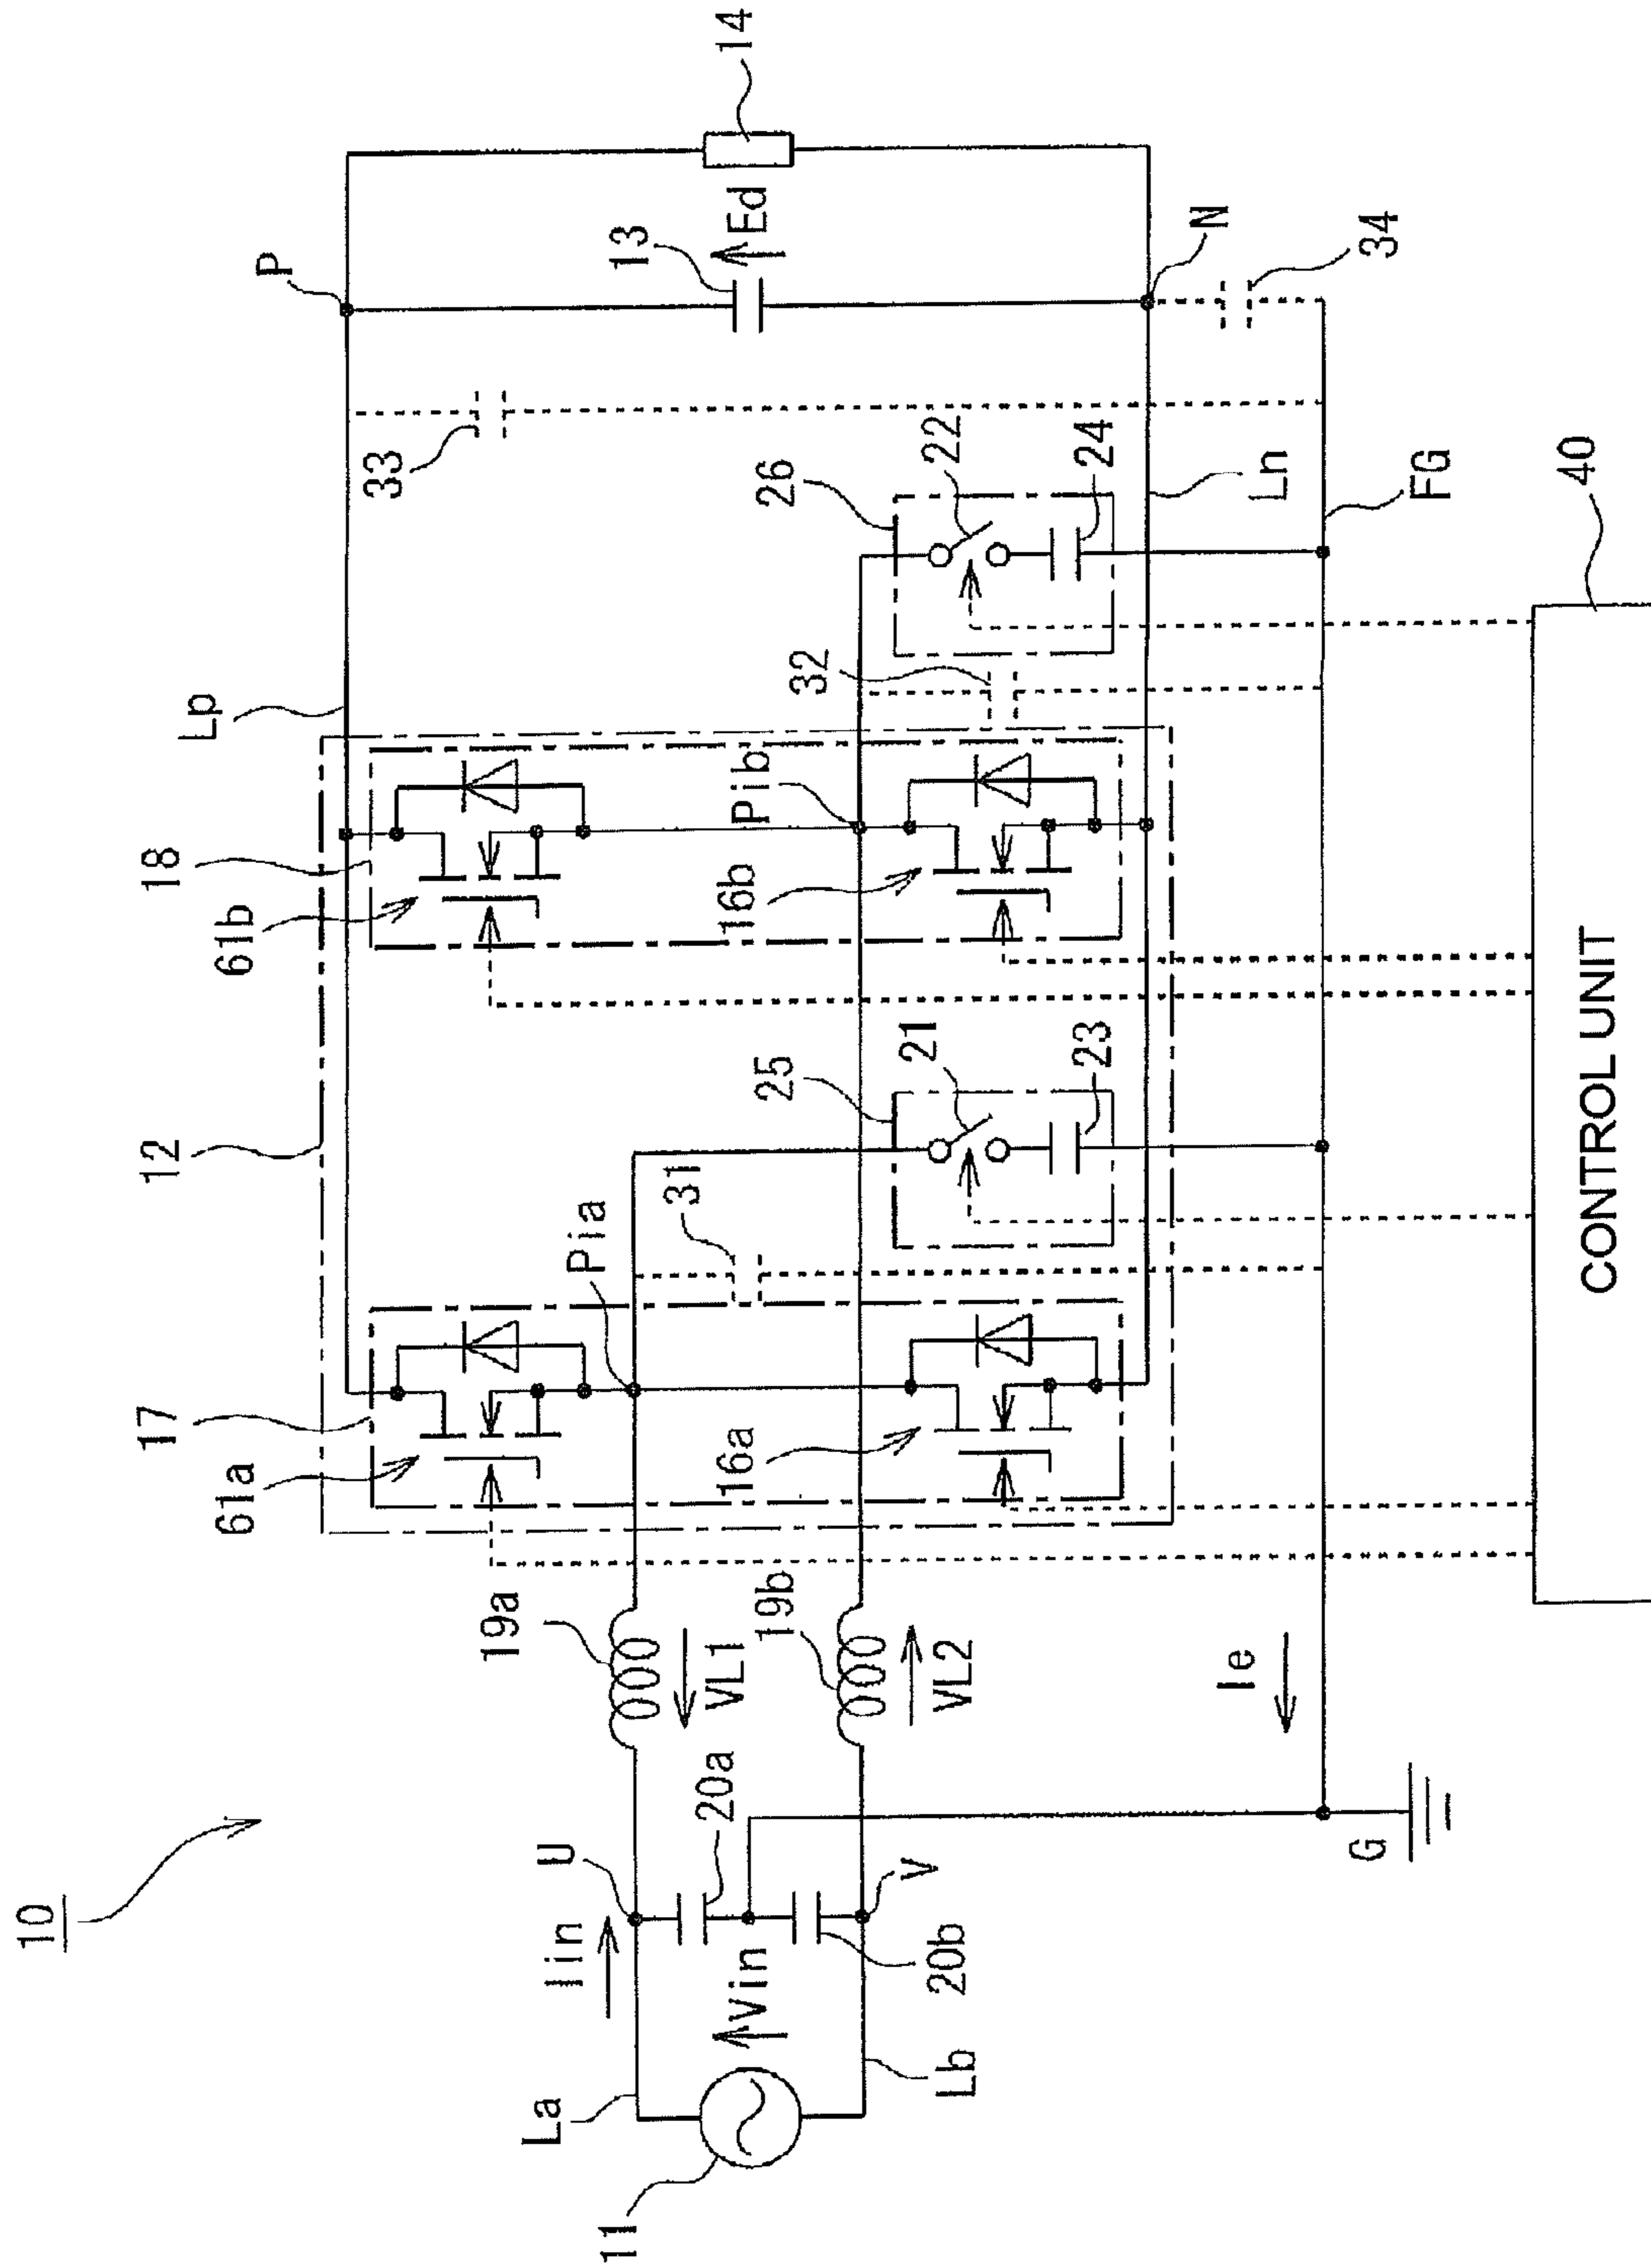 10
14
P
13
Ed
N
34
33
Lp
26
22
24
Ln
FG
40
32
18
61b
Pib
16b
12
25
21
23
31
Pia
17
61a
16a
CONTROL UNIT
19a
VL1
19b
VL2
Ie
20a
U
Iin
Vin
20b
V
G
La
Lb
11